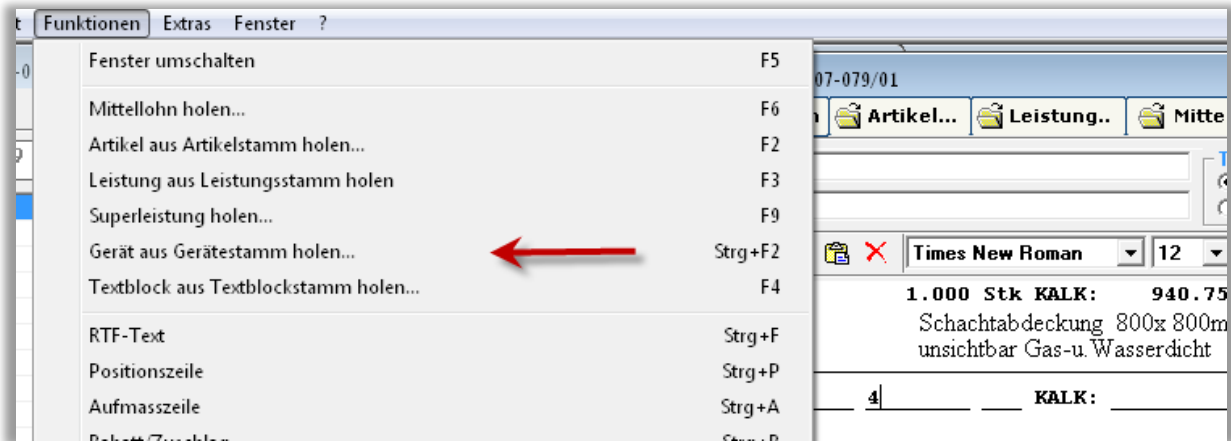 t Funktionen Extras Fenster ?
Fenster umschalten F5
Mittellohn holen... F6
Artikel aus Artikelstamm holen... F2
Leistung aus Leistungsstamm holen F3
Superleistung holen... F9
Gerät aus Gerätestamm holen... Strg+F2
Textblock aus Textblockstamm holen... F4
RTF-Text Strg+F
Positionszeile Strg+P
Aufmasszeile Strg+A
-0
07-079/01
Artikel... Leistung.. Mitte
Times New Roman 12
1.000 Stk KALK: 940.75
Schachtabdeckung 800x 800m
unsichtbar Gas-u. Wasserdicht
4 KALK: